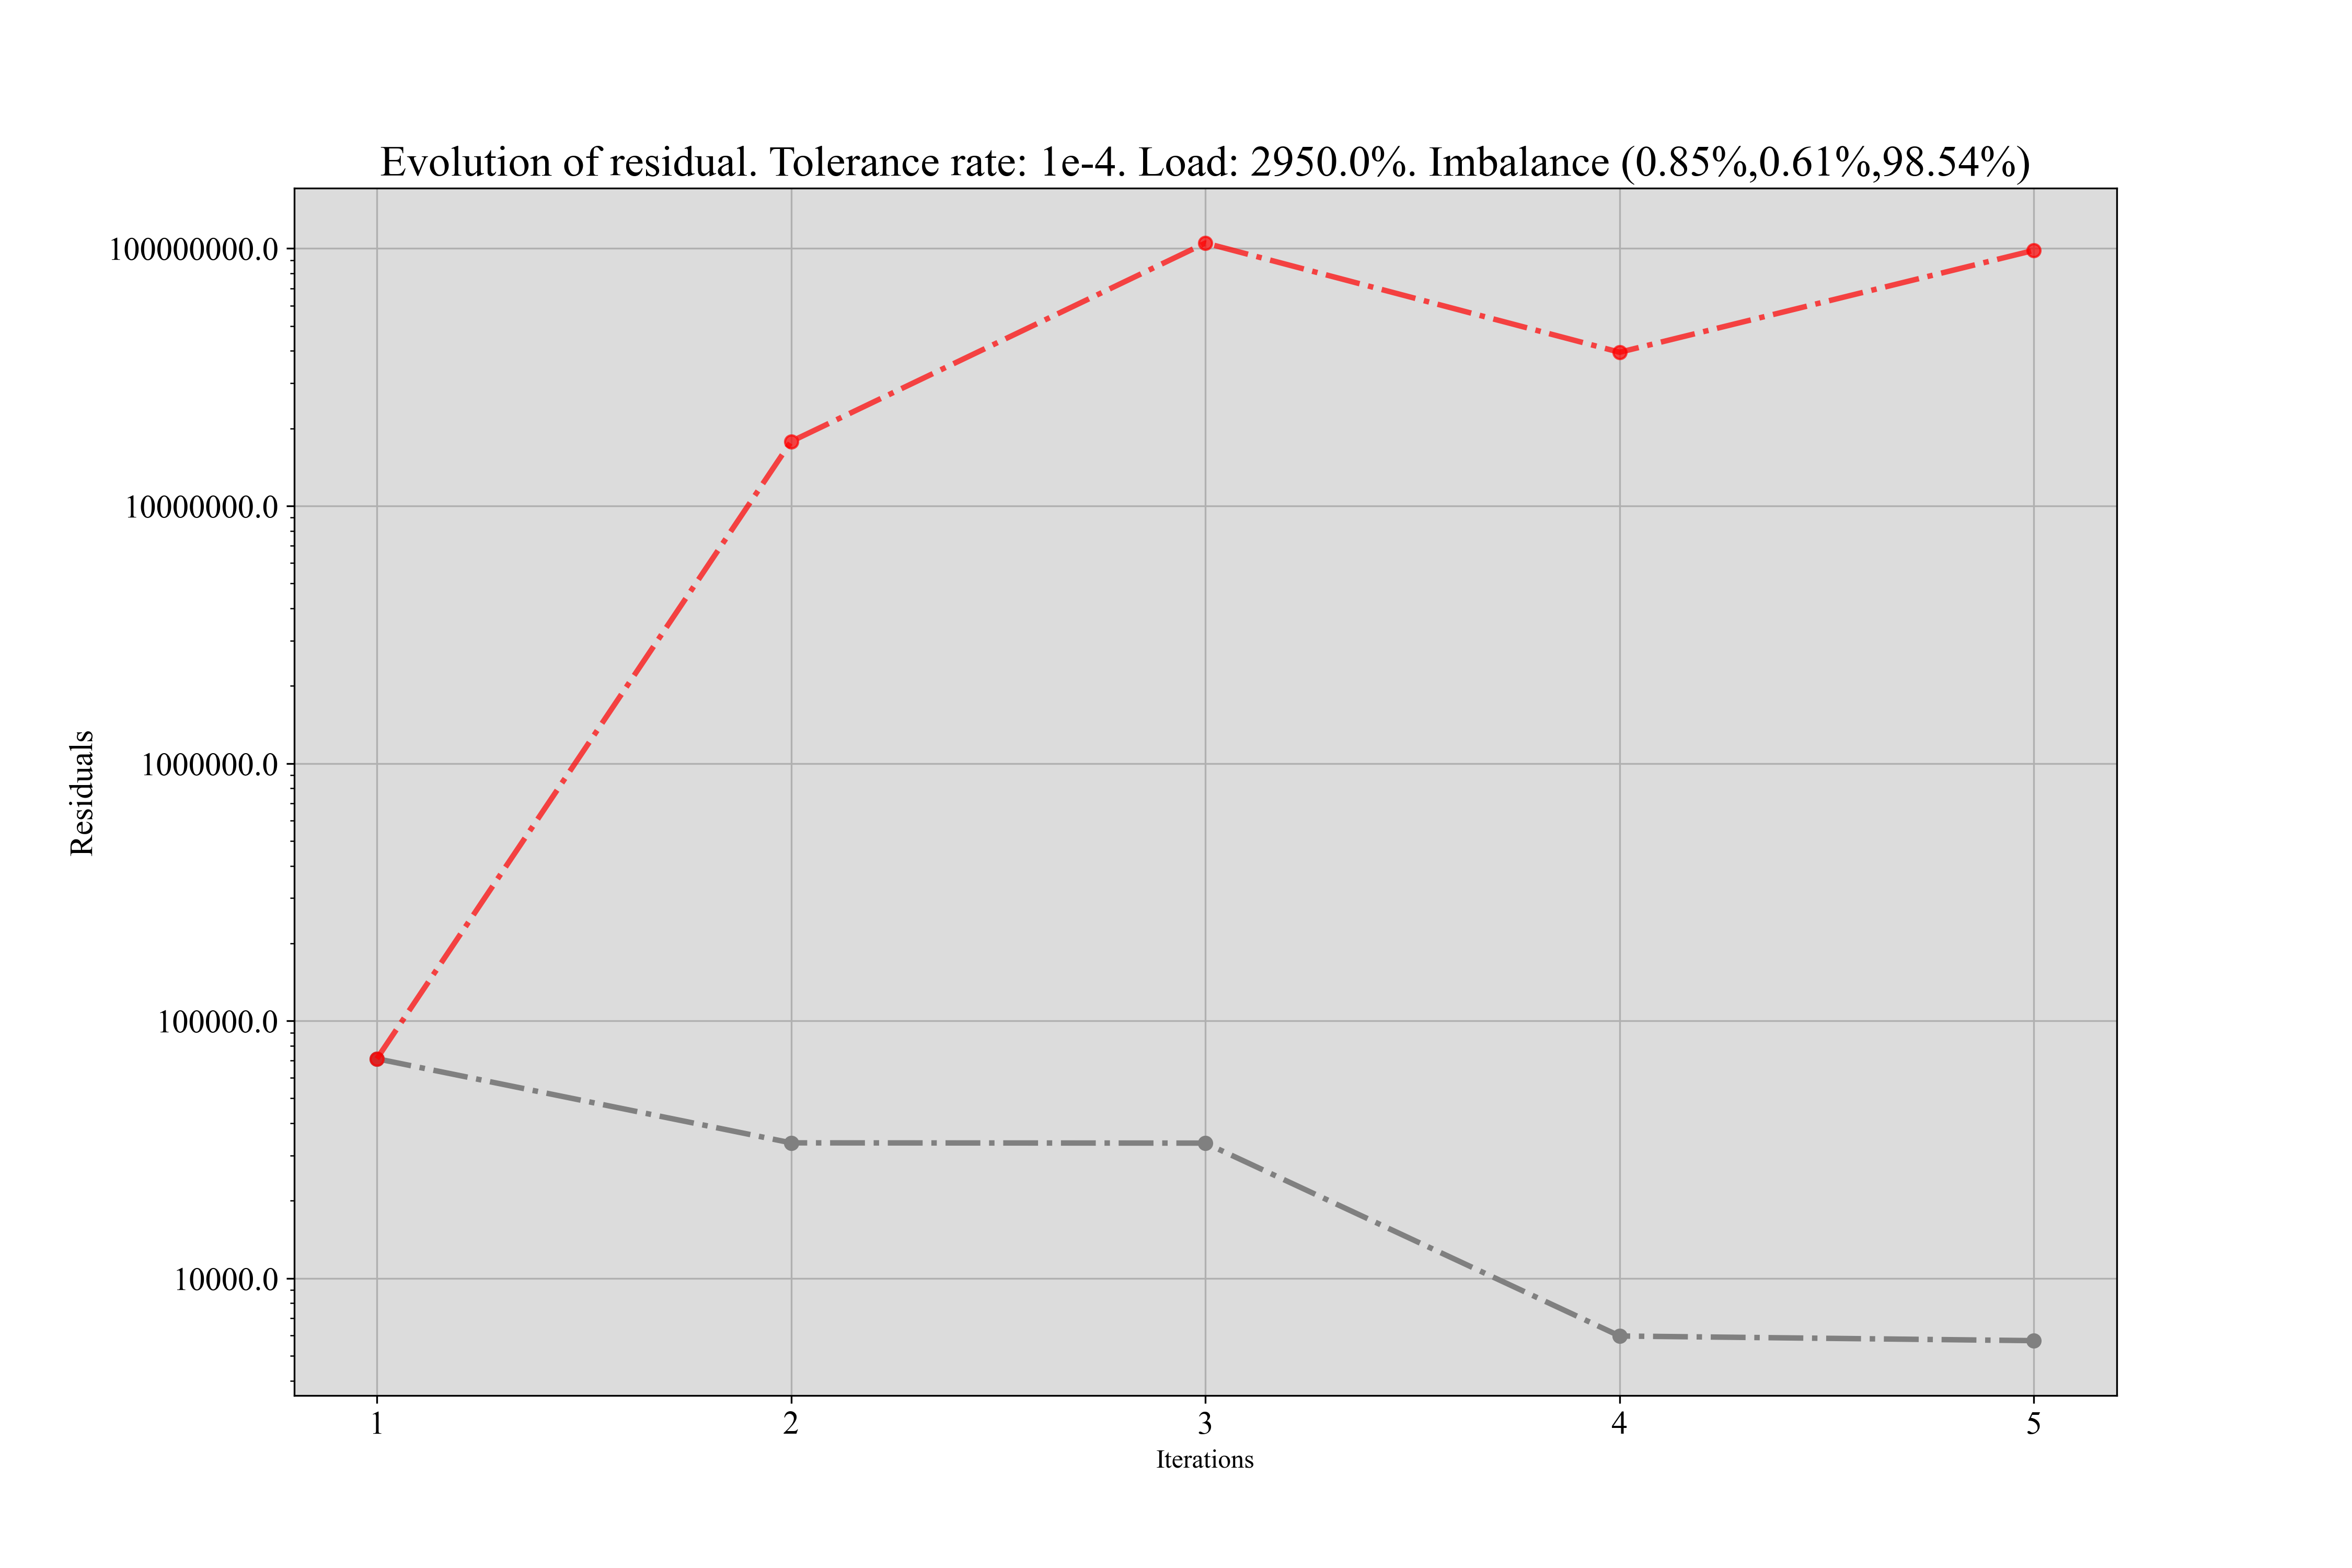 Evolution of residual. Tolerance rate: 1e-4. Load: 2950.0%. Imbalance (0.85%,0.61%,98.54%)
100000000.0
10000000.0
1000000.0
100000.0
10000.0
Residuals
1 2 3 4 5
Iterations